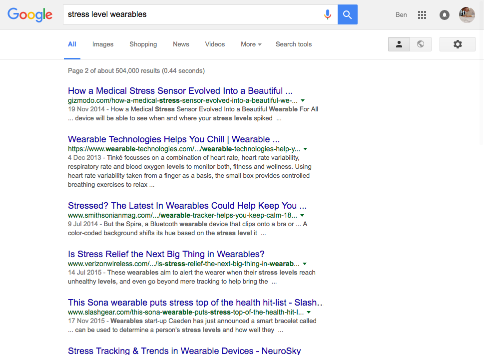 Google stress level wearables Ben
All Images Shopping News Videos More Search tools
Page 2 of about 504,000 results (0.44 seconds)
How a Medical Stress Sensor Evolved Into a Beautiful ...
gizmodo.com/how-a-medical-stress-sensor-evolved-into-a-beautiful-we-...
19 Nov 2014 - How a Medical Stress Sensor Evolved Into a Beautiful Wearable For All
... device will be able to see when and where your stress levels spiked ...
Wearable Technologies Helps You Chill | Wearable ...
https://www.wearable-technologies.com/.../wearable-technologies-help-y...
4 Dec 2013 - Tinké focusses on a combination of heart rate, heart rate variability,
respiratory rate and blood oxygen levels to monitor both, fitness and wellness. Using
heart rate variability taken from a finger as a basis, the small box provides controlled
breathing exercises to relax ...
Stressed? The Latest In Wearables Could Help Keep You ...
www.smithsonianmag.com/.../wearable-tracker-helps-you-keep-calm-18...
9 Jul 2014 - But the Spire, a Bluetooth wearable device that clips onto a bra or ... A
color-coded background shifts its hue based on the stress level it ...
Is Stress Relief the Next Big Thing in Wearables?
www.verizonwireless.com/.../is-stress-relief-the-next-big-thing-in-wearab...
14 Jul 2015 - These wearables aim to alert the wearer when their stress levels reach
unhealthy levels, and even go beyond mere tracking to help bring the ...
This Sona wearable puts stress top of the health hit-list - Slash..
www.slashgear.com/this-sona-wearable-puts-stress-top-of-the-health-hit-l...
17 Nov 2015 - Wearables start-up Caeden has just announced a smart bracelet called
... can be used to determine a person's stress levels and how well they ...
Stress Tracking & Trends in Wearable Devices - NeuroSky